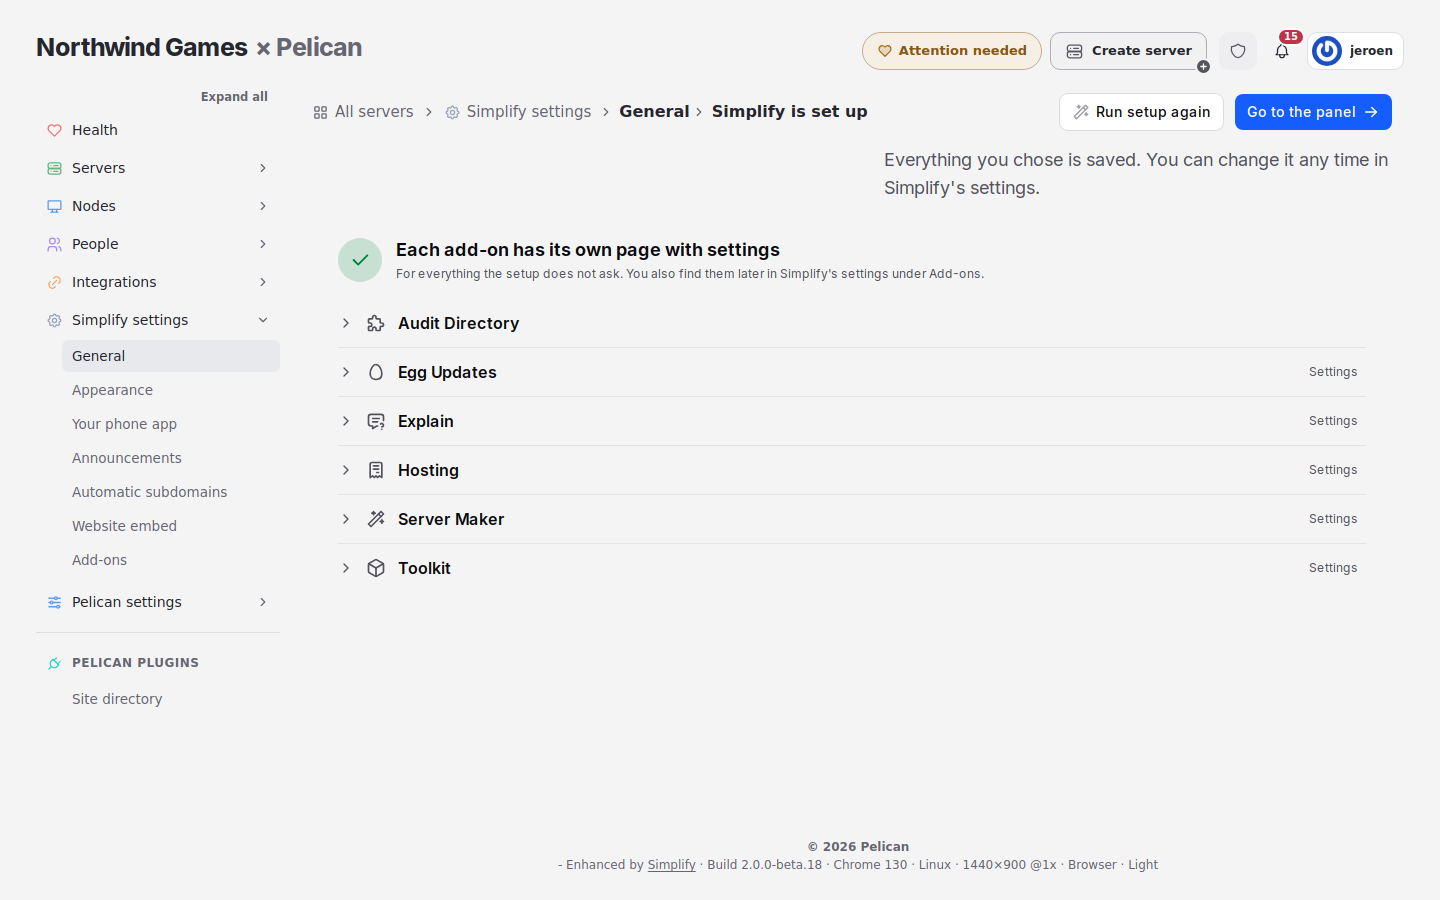 Northwind Games × Pelican
Attention needed
Create server
15
jeroen
Expand all
Health
Servers
Nodes
People
Integrations
Simplify settings
General
Appearance
Your phone app
Announcements
Automatic subdomains
Website embed
Add-ons
Pelican settings
PELICAN PLUGINS
Site directory
All servers > Simplify settings > General > Simplify is set up
Run setup again
Go to the panel →
Everything you chose is saved. You can change it any time in
Simplify's settings.
Each add-on has its own page with settings
For everything the setup does not ask. You also find them later in Simplify's settings under Add-ons.
Audit Directory
Egg Updates Settings
Explain Settings
Hosting Settings
Server Maker Settings
Toolkit Settings
© 2026 Pelican
- Enhanced by Simplify · Build 2.0.0-beta.18 · Chrome 130 · Linux · 1440×900 @1x · Browser · Light